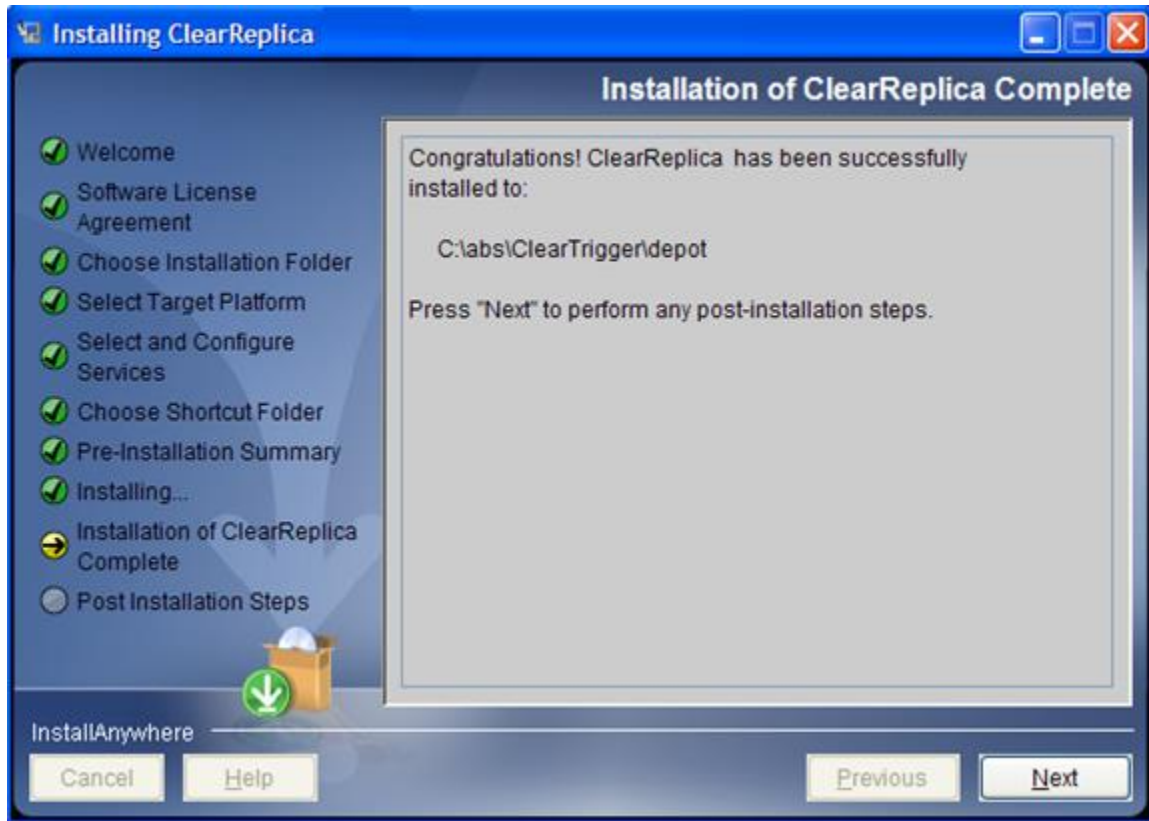 Installing ClearReplica
Installation of ClearReplica Complete
Welcome
Software License
Agreement
Choose Installation Folder
Select Target Platform
Select and Configure
Services
Choose Shortcut Folder
Pre-Installation Summary
Installing...
Installation of ClearReplica
Complete
Post Installation Steps
Congratulations! ClearReplica has been successfully
installed to:
C:\abs\ClearTrigger\depot
Press "Next" to perform any post-installation steps.
InstallAnywhere
Cancel
Help
Previous
Next